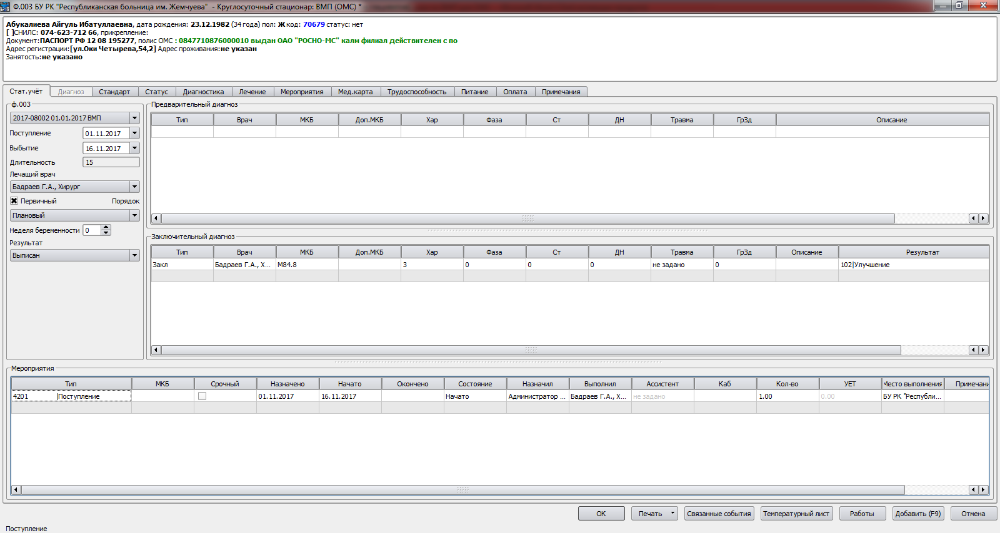 Ф.003 БУ РК "Республиканская больница им. Жемчуева" - Круглосуточный стационар: ВМП (ОМС) *
Абукалиева Айгуль Ибатуллаевна, дата рождения: 23.12.1982 (34 года) пол: Ж код: 70679 статус: нет
[ ]СНИЛС: 074-623-712 66, прикрепление:
Документ:ПАСПОРТ РФ 12 08 195277, полис ОМС : 0847710876000010 выдан ОАО "РОСНО-МС" калм филиал действителен с по
Адрес регистрации:[ул.Оки Четырева,54,2] Адрес проживания:не указан
Занятость:не указано
Стат.учёт Диагноз Стандарт Статус Диагностика Лечение Мероприятия Мед.карта Трудоспособность Питание Оплата Примечания
ф.003
2017-08002 01.01.2017 ВМП
Поступление 01.11.2017
Выбытие 16.11.2017
Длительность 15
Лечащий врач
Бадраев Г.А., Хирург
Первичный Порядок
Плановый
Неделя беременности 0
Результат
Выписан
Предварительный диагноз
Тип Врач МКБ Доп.МКБ Хар Фаза Ст ДН Травма ГрЗд Описание
Заключительный диагноз
Тип Врач МКБ Доп.МКБ Хар Фаза Ст ДН Травма ГрЗд Описание Результат
Закл Бадраев Г.А., Х... M84.8 3 0 0 0 не задано 0 102|Улучшение
Мероприятия
Тип МКБ Срочный Назначено Начато Окончено Состояние Назначил Выполнил Ассистент Каб Кол-во УЕТ Место выполнения Примечани
4201 |Поступление 01.11.2017 16.11.2017 Начато Администратор ... Бадраев Г.А., Х... не задано 1.00 0.00 БУ РК "Республи...
ОК Печать Связанные события Температурный лист Работы Добавить (F9) Отмена
Поступление